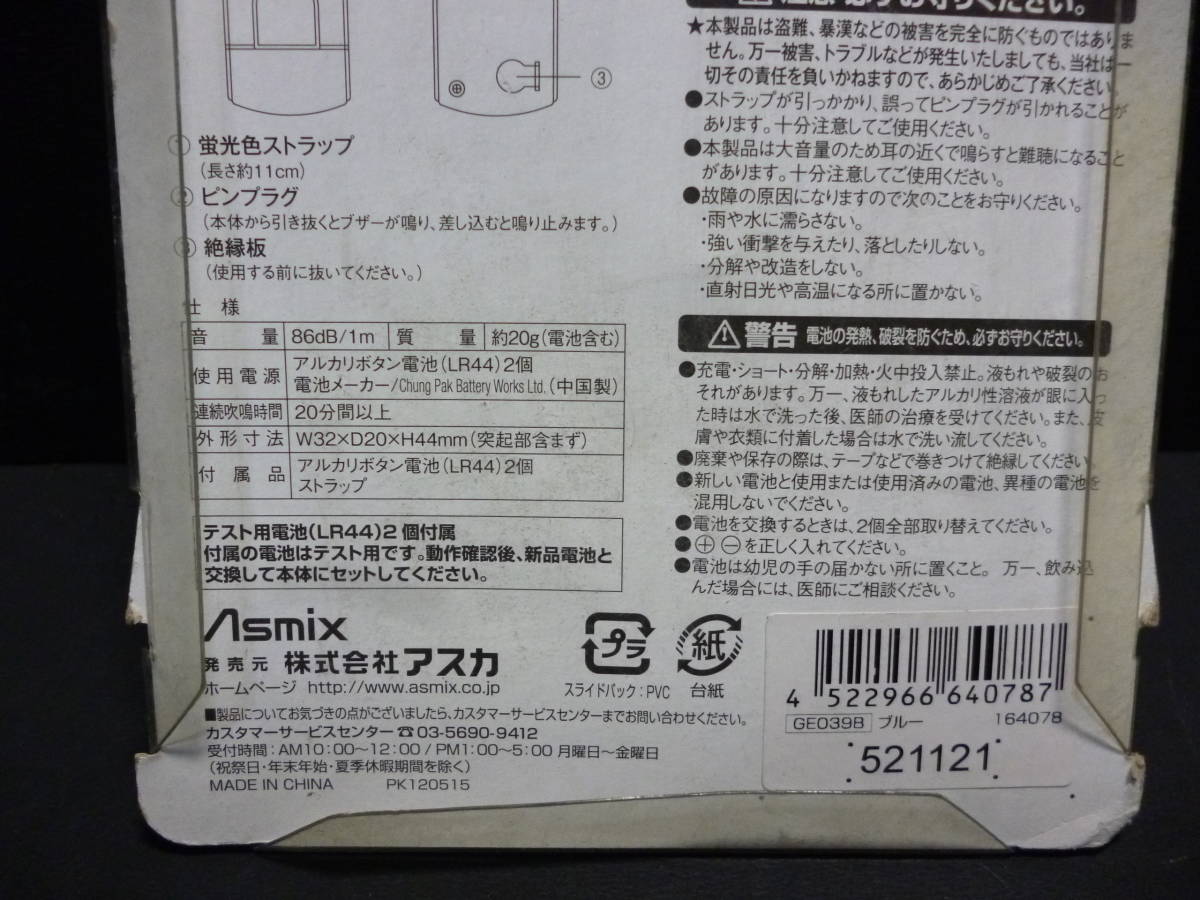 ③
① 蛍光色ストラップ
(長さ約11cm)
② ピンプラグ
(本体から引き抜くとブザーが鳴り、差し込むと鳴り止みます。)
③ 絶縁板
(使用する前に抜いてください。)
仕 様
音 量 86dB/1m 質 量 約20g(電池含む)
使用電源 アルカリボタン電池(LR44)2個
電池メーカー/Chung Pak Battery Works Ltd.(中国製)
連続吹鳴時間 20分間以上
外形寸法 W32×D20×H44mm(突起部含まず)
付属品 アルカリボタン電池(LR44)2個
ストラップ
テスト用電池(LR44)2個付属
付属の電池はテスト用です。動作確認後、新品電池と
交換して本体にセットしてください。
Asmix
発売元 株式会社アスカ
ホームページ http://www.asmix.co.jp
プラ
スライドパック:PVC
紙
台紙
■製品についてお気づきの点がございましたら、カスタマーサービスセンターまでお問い合わせください。
カスタマーサービスセンター☎03-5690-9412
受付時間:AM10:00〜12:00 / PM1:00〜5:00 月曜日〜金曜日
(祝祭日・年末年始・夏季休暇期間を除く)
MADE IN CHINA PK120515
必ずお守りください。
★本製品は盗難、暴漢などの被害を完全に防ぐものではありま
せん。万一被害、トラブルなどが発生いたしましても、当社は一
切その責任を負いかねますので、あらかじめご了承ください。
●ストラップが引っかかり、誤ってピンプラグが引かれることが
あります。十分注意してご使用ください。
●本製品は大音量のため耳の近くで鳴らすと難聴になること
があります。十分注意してご使用ください。
●故障の原因になりますので次のことをお守りください。
・雨や水に濡らさない。
・強い衝撃を与えたり、落としたりしない。
・分解や改造をしない。
・直射日光や高温になる所に置かない。
⚠警告 電池の発熱、破裂を防ぐため、必ずお守りください。
●充電・ショート・分解・加熱・火中投入禁止。液もれや破裂のお
それがあります。万一、液もれしたアルカリ性溶液が眼に入っ
た時は水で洗った後、医師の治療を受けてください。また、皮
膚や衣類に付着した場合は水で洗い流してください。
●廃棄や保存の際は、テープなどで巻きつけて絶縁してください
●新しい電池と使用または使用済みの電池、異種の電池を
混用しないでください。
●電池を交換するときは、2個全部取り替えてください。
●⊕⊖を正しく入れてください。
●電池は幼児の手の届かない所に置くこと。 万一、飲み込
んだ場合には、医師にご相談ください。
4 522966 640787
GE039B ブルー 164078
521121